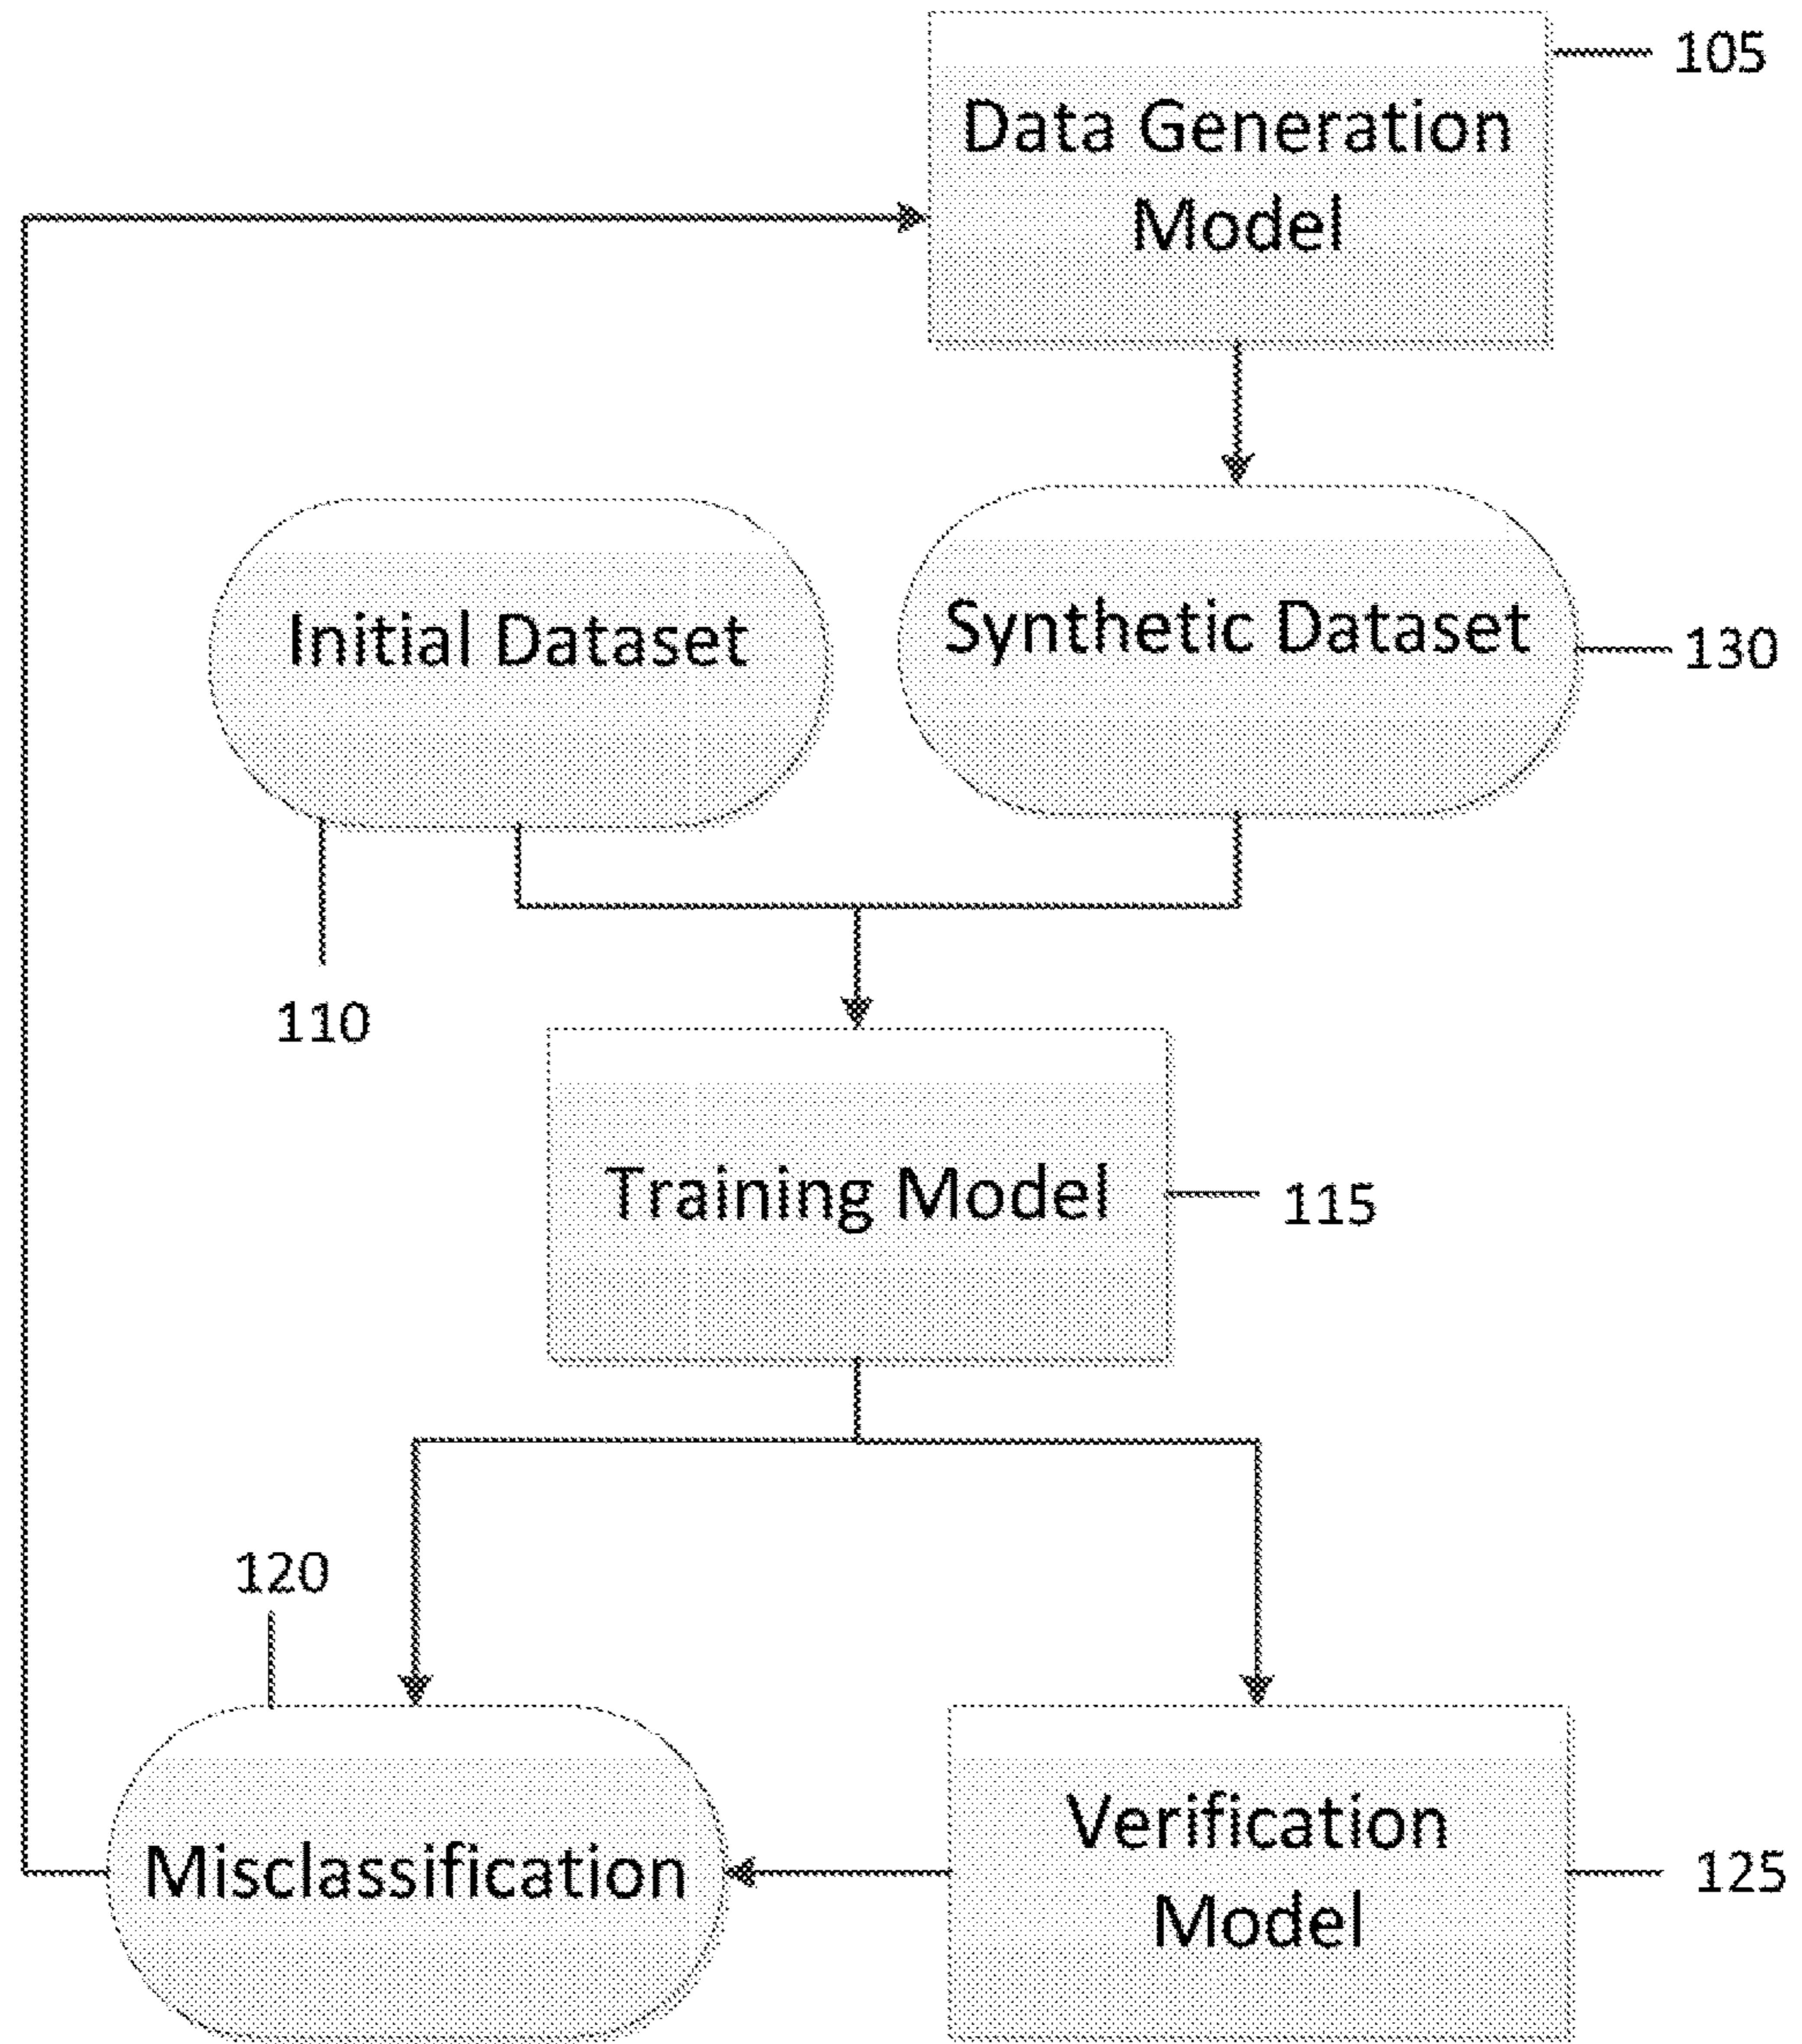 105
Data Generation
Model
Initial Dataset
Synthetic Dataset
130
110
Training Model
115
120
Misclassification
Verification
Model
125